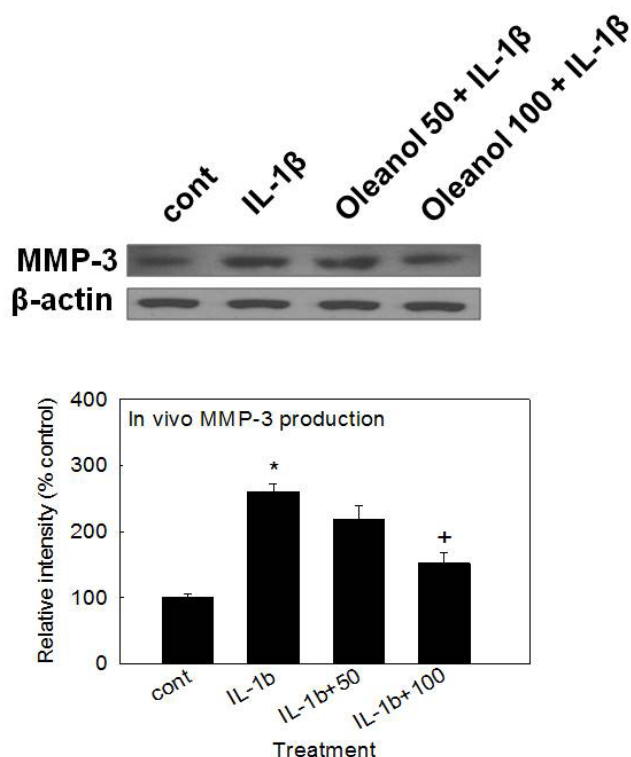 cont
IL-1β
Oleanol 50 + IL-1β
Oleanol 100 + IL-1β
MMP-3
β-actin
400
In vivo MMP-3 production
*
300
200
+
100
0
Relative intensity (% control)
cont
IL-1b
IL-1b+50
IL-1b+100
Treatment